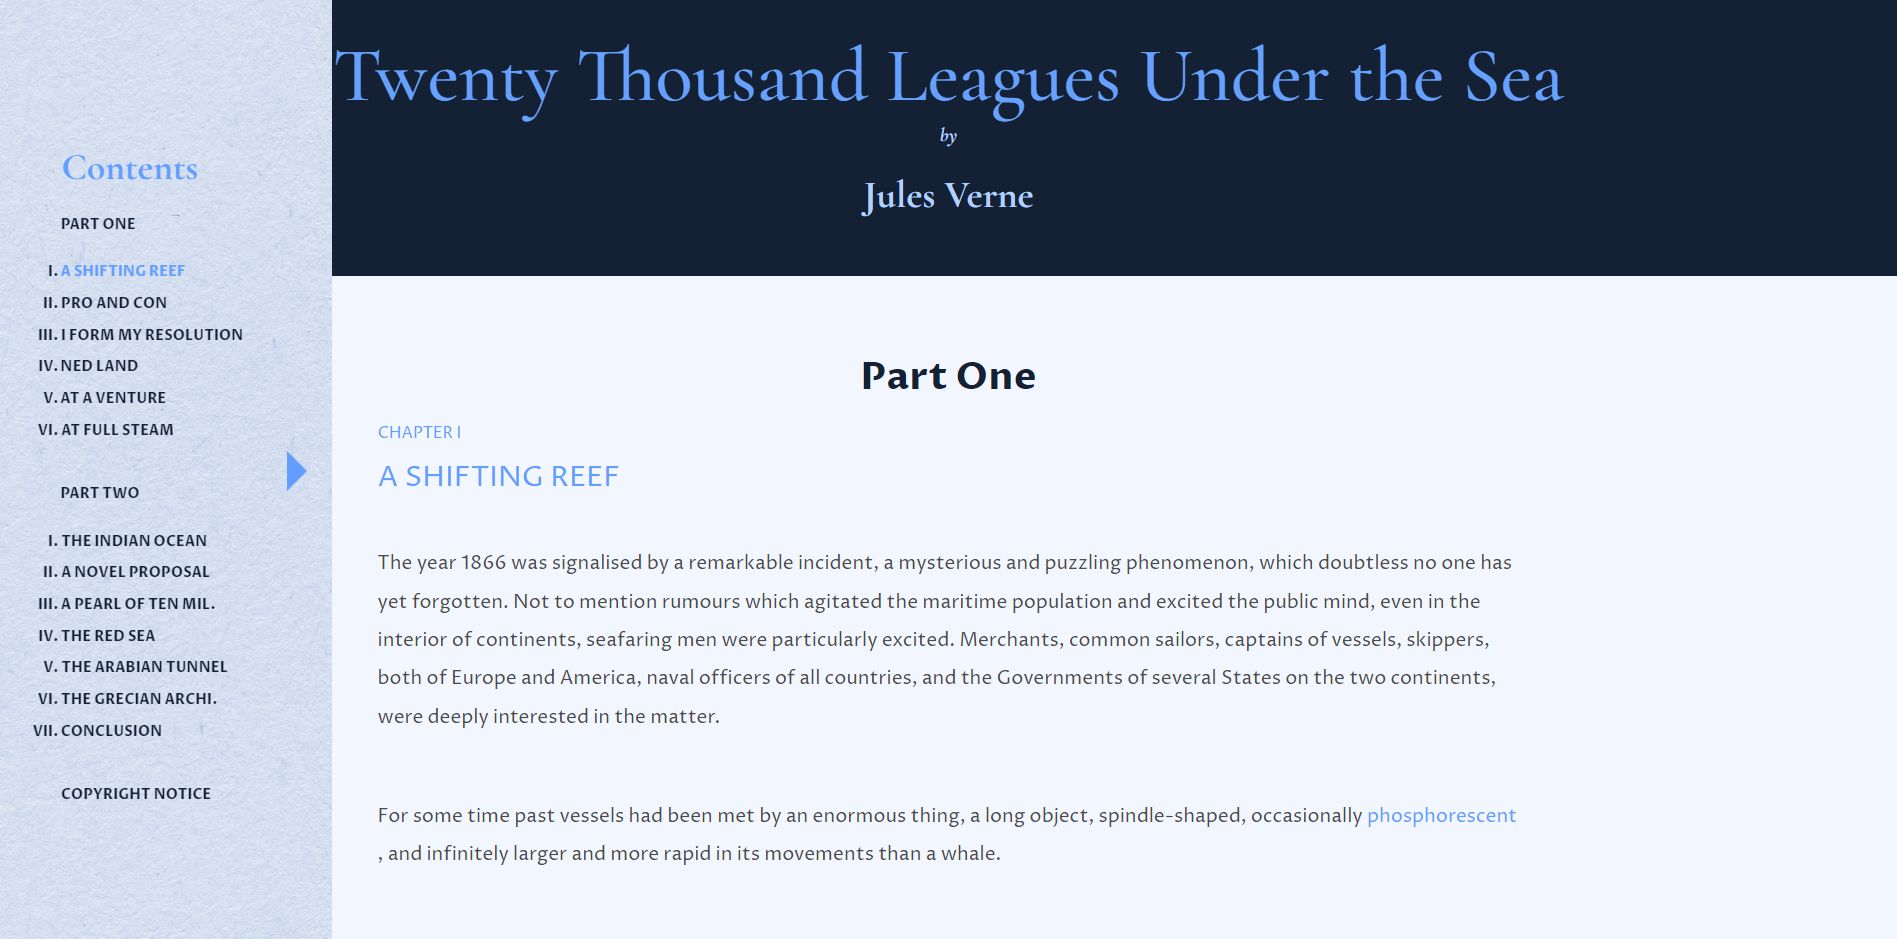 Contents
PART ONE
I. A SHIFTING REEF
II. PRO AND CON
III. I FORM MY RESOLUTION
IV. NED LAND
V. AT A VENTURE
VI. AT FULL STEAM
PART TWO
I. THE INDIAN OCEAN
II. A NOVEL PROPOSAL
III. A PEARL OF TEN MIL.
IV. THE RED SEA
V. THE ARABIAN TUNNEL
VI. THE GRECIAN ARCHI.
VII. CONCLUSION
COPYRIGHT NOTICE
Twenty Thousand Leagues Under the Sea
by
Jules Verne
Part One
CHAPTER I
A SHIFTING REEF
The year 1866 was signalised by a remarkable incident, a mysterious and puzzling phenomenon, which doubtless no one has
yet forgotten. Not to mention rumours which agitated the maritime population and excited the public mind, even in the
interior of continents, seafaring men were particularly excited. Merchants, common sailors, captains of vessels, skippers,
both of Europe and America, naval officers of all countries, and the Governments of several States on the two continents,
were deeply interested in the matter.
For some time past vessels had been met by an enormous thing, a long object, spindle-shaped, occasionally phosphorescent
, and infinitely larger and more rapid in its movements than a whale.